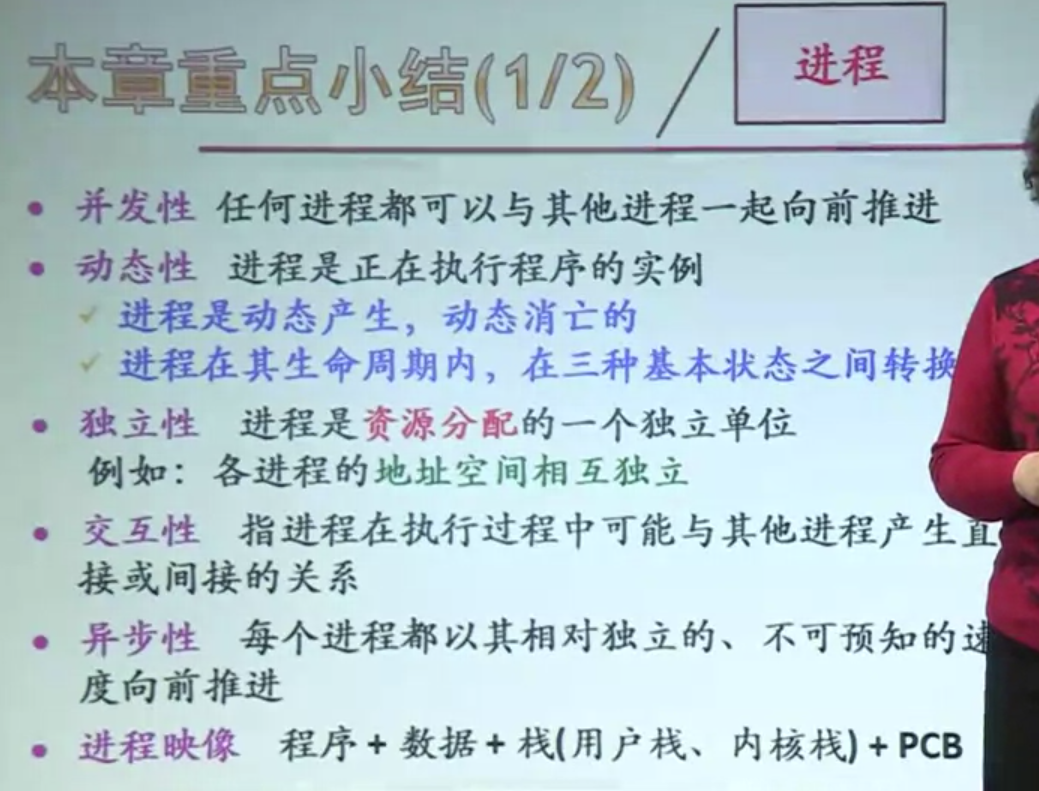 本章重点小结(1/2)
进程
并发性 任何进程都可以与其他进程一起向前推进
动态性 进程是正在执行程序的实例
进程是动态产生，动态消亡的
进程在其生命周期内，在三种基本状态之间转换
独立性 进程是资源分配的一个独立单位
例如：各进程的地址空间相互独立
交互性 指进程在执行过程中可能与其他进程产生直
接或间接的关系
异步性 每个进程都以其相对独立的、不可预知的速
度向前推进
进程映像 程序+数据+栈(用户栈、内核栈)+PCB